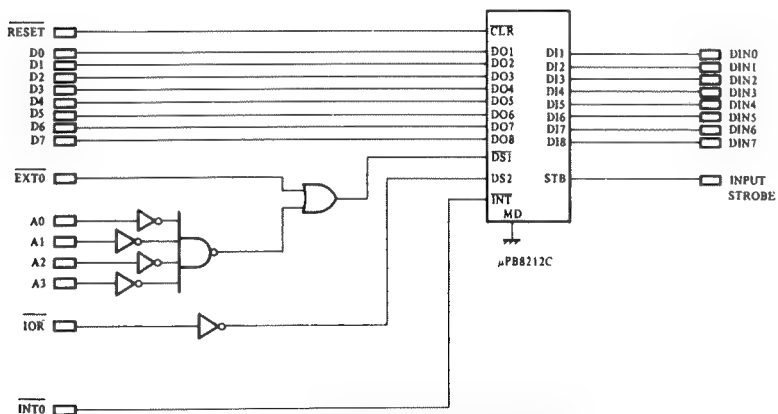 RESET
D0
D1
D2
D3
D4
D5
D6
D7
EXT0
A0
A1
A2
A3
IOR
INT0
CLR
DO1
DO2
DO3
DO4
DO5
DO6
DO7
DO8
DS1
DS2
INT
MD
DI1
DI2
DI3
DI4
DI5
DI6
DI7
DI8
STB
μPB8212C
DIN0
DIN1
DIN2
DIN3
DIN4
DIN5
DIN6
DIN7
INPUT
STROBE